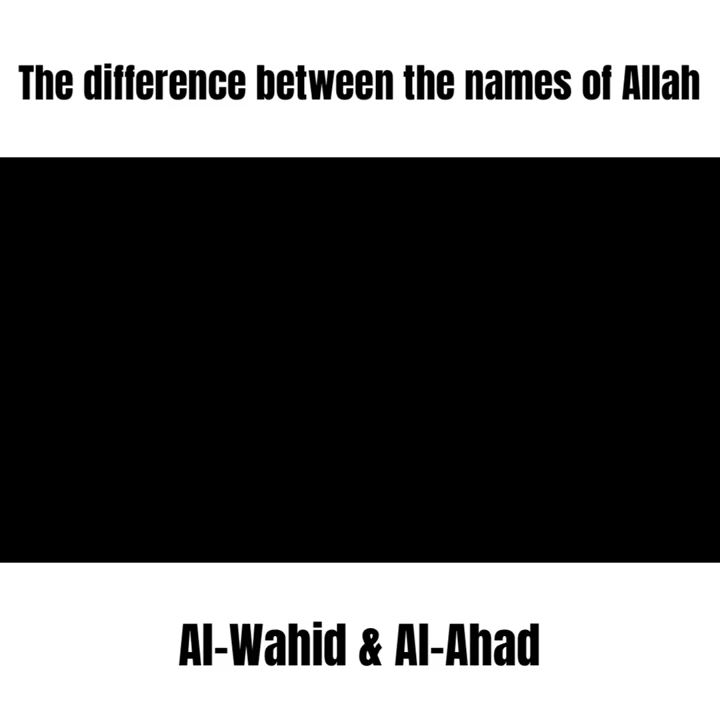 The difference between the names of Allah
Al-Wahid & Al-Ahad